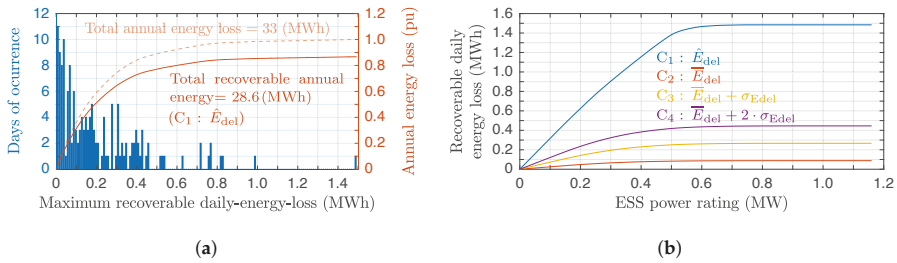 Total annual energy loss = 33 (MWh)
Total recoverable annual
energy= 28.6 (MWh)
(C1 : Êdel)
Days of occurrence
12
10
8
6
4
2
0
Annual energy loss (pu)
1.2
1.0
0.8
0.6
0.4
0.2
0
0 0.2 0.4 0.6 0.8 1.0 1.2 1.4
Maximum recoverable daily-energy-loss (MWh)
(a)
Recoverable daily
energy loss (MWh)
1.6
1.4
1.2
1.0
0.8
0.6
0.4
0.2
0
C1 : Êdel
C2 : E̅del
C3 : E̅del + σEdel
C4 : E̅del + 2 · σEdel
0 0.2 0.4 0.6 0.8 1.0 1.2
ESS power rating (MW)
(b)